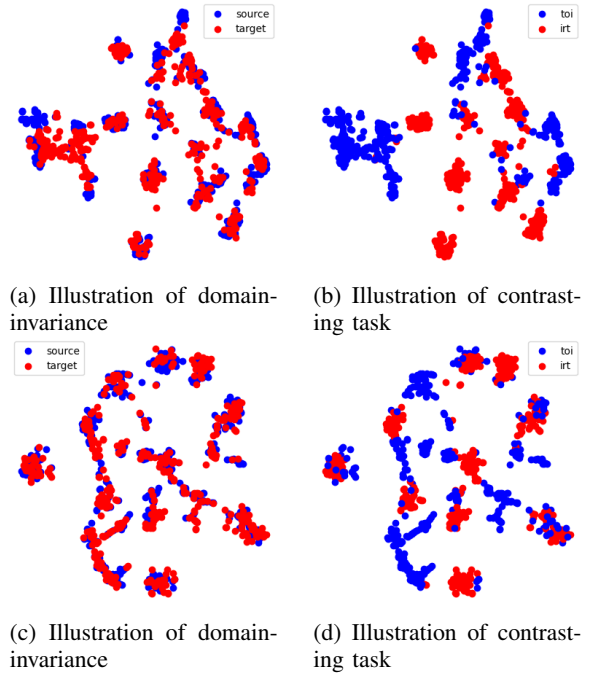 source
target
toi
irt
(a) Illustration of domain-
invariance
(b) Illustration of contrast-
ing task
source
target
toi
irt
(c) Illustration of domain-
invariance
(d) Illustration of contrast-
ing task